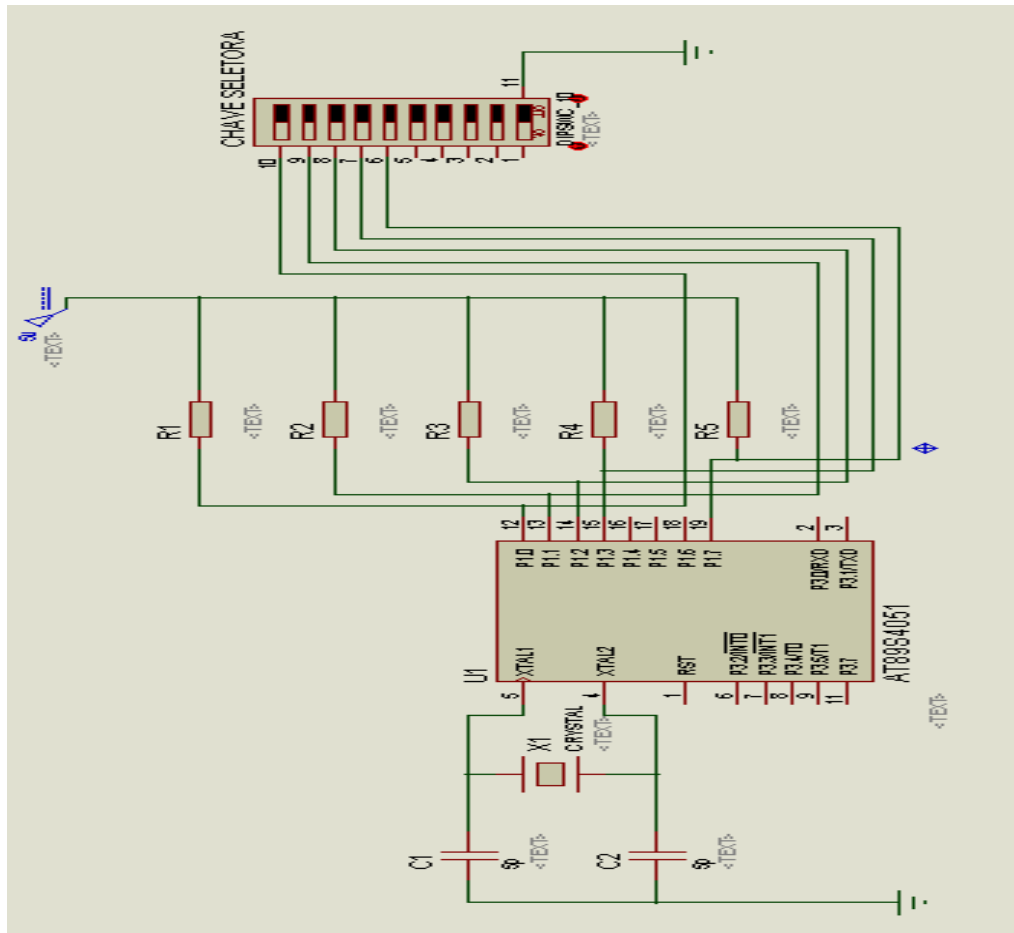 CHAVE SELETORA
10
9
8
7
6
5
4
3
2
1
11
DIPSWC_10
<TEXT>
<TEXT>
R1
<TEXT>
R2
<TEXT>
R3
<TEXT>
R4
<TEXT>
R5
<TEXT>
U1
5
XTAL1
4
XTAL2
1
RST
6
P3.2/INT0
7
P3.3/INT1
8
P3.4/T0
9
P3.5/T1
11
P3.7
P1.0
12
P1.1
13
P1.2
14
P1.3
15
P1.4
16
P1.5
17
P1.6
18
P1.7
19
P3.0/RXD
2
P3.1/TXD
3
AT89S4051
<TEXT>
X1
CRYSTAL
<TEXT>
C1
5p
<TEXT>
C2
5p
<TEXT>